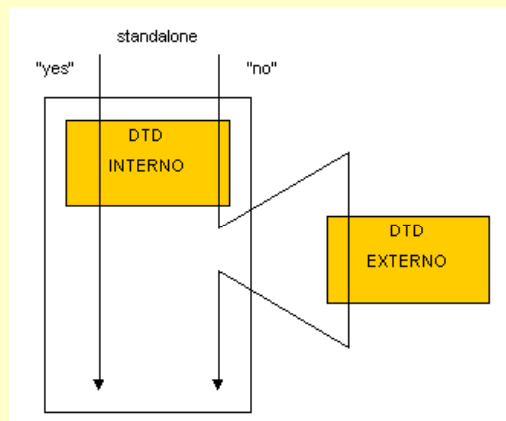 standalone
"yes" "no"
DTD
INTERNO
DTD
EXTERNO